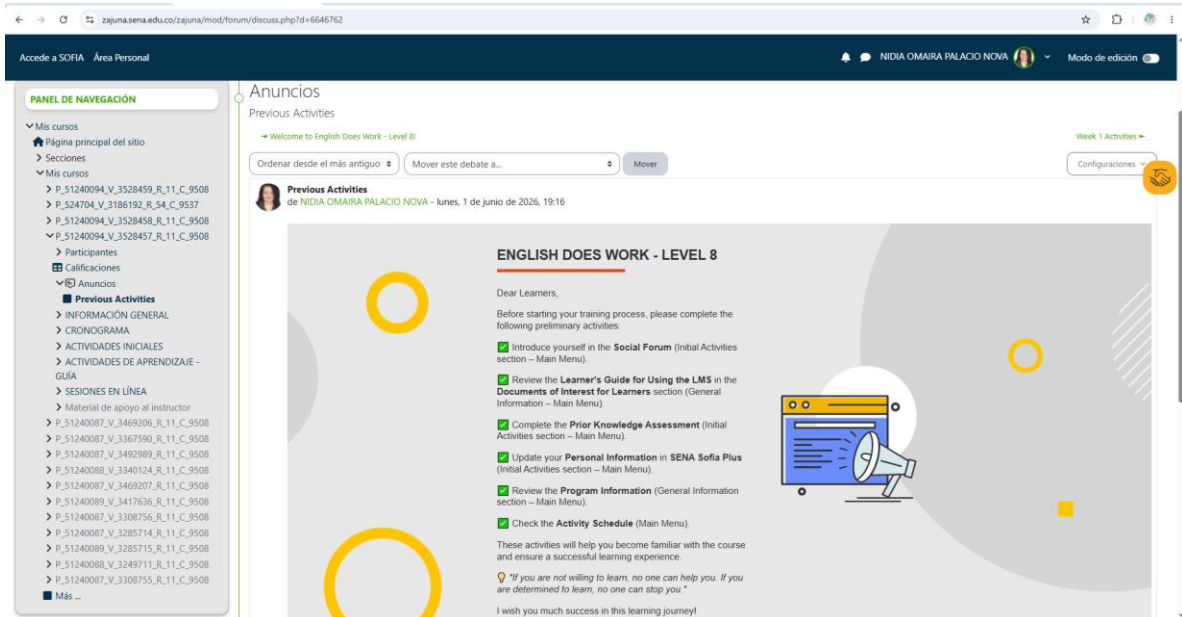 zajuna.sena.edu.co/zajuna/mod/forum/discuss.php?d=6646762
Accede a SOFIA Área Personal
NIDIA OMAIRA PALACIO NOVA
Modo de edición
PANEL DE NAVEGACIÓN
Mis cursos
Página principal del sitio
Secciones
Mis cursos
P_51240094_V_3528459_R_11_C_9508
P_524704_V_3186192_R_54_C_9537
P_51240094_V_3528458_R_11_C_9508
P_51240094_V_3528457_R_11_C_9508
Participantes
Calificaciones
Anuncios
Previous Activities
INFORMACIÓN GENERAL
CRONOGRAMA
ACTIVIDADES INICIALES
ACTIVIDADES DE APRENDIZAJE -
GUÍA
SESIONES EN LÍNEA
Material de apoyo al instructor
P_51240087_V_3469206_R_11_C_9508
P_51240087_V_3367590_R_11_C_9508
P_51240087_V_3492989_R_11_C_9508
P_51240088_V_3340124_R_11_C_9508
P_51240087_V_3469207_R_11_C_9508
P_51240089_V_3417636_R_11_C_9508
P_51240087_V_3308756_R_11_C_9508
P_51240087_V_3285714_R_11_C_9508
P_51240089_V_3285715_R_11_C_9508
P_51240088_V_3249711_R_11_C_9508
P_51240087_V_3308755_R_11_C_9508
Más ...
Anuncios
Previous Activities
Welcome to English Does Work - Level 8!
Week 1 Activities
Ordenar desde el más antiguo
Mover este debate a...
Mover
Configuraciones
Previous Activities
de NIDIA OMAIRA PALACIO NOVA - lunes, 1 de junio de 2026, 19:16
ENGLISH DOES WORK - LEVEL 8
Dear Learners,
Before starting your training process, please complete the
following preliminary activities:
✅ Introduce yourself in the Social Forum (Initial Activities
section – Main Menu).
✅ Review the Learner's Guide for Using the LMS in the
Documents of Interest for Learners section (General
Information – Main Menu).
✅ Complete the Prior Knowledge Assessment (Initial
Activities section – Main Menu).
✅ Update your Personal Information in SENA Sofia Plus
(Initial Activities section – Main Menu).
✅ Review the Program Information (General Information
section – Main Menu).
✅ Check the Activity Schedule (Main Menu).
These activities will help you become familiar with the course
and ensure a successful learning experience.
💡 "If you are not willing to learn, no one can help you. If you
are determined to learn, no one can stop you."
I wish you much success in this learning journey!